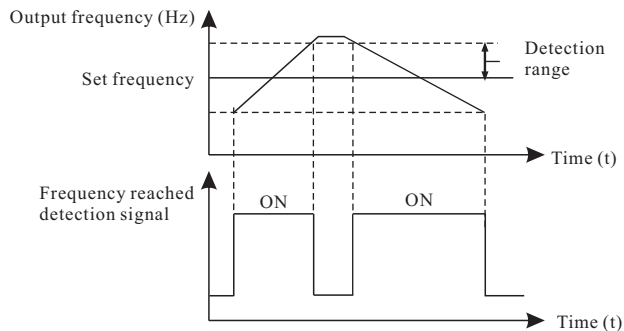 Output frequency (Hz)
Detection
range
Set frequency
Time (t)
Frequency reached
detection signal
ON
ON
Time (t)